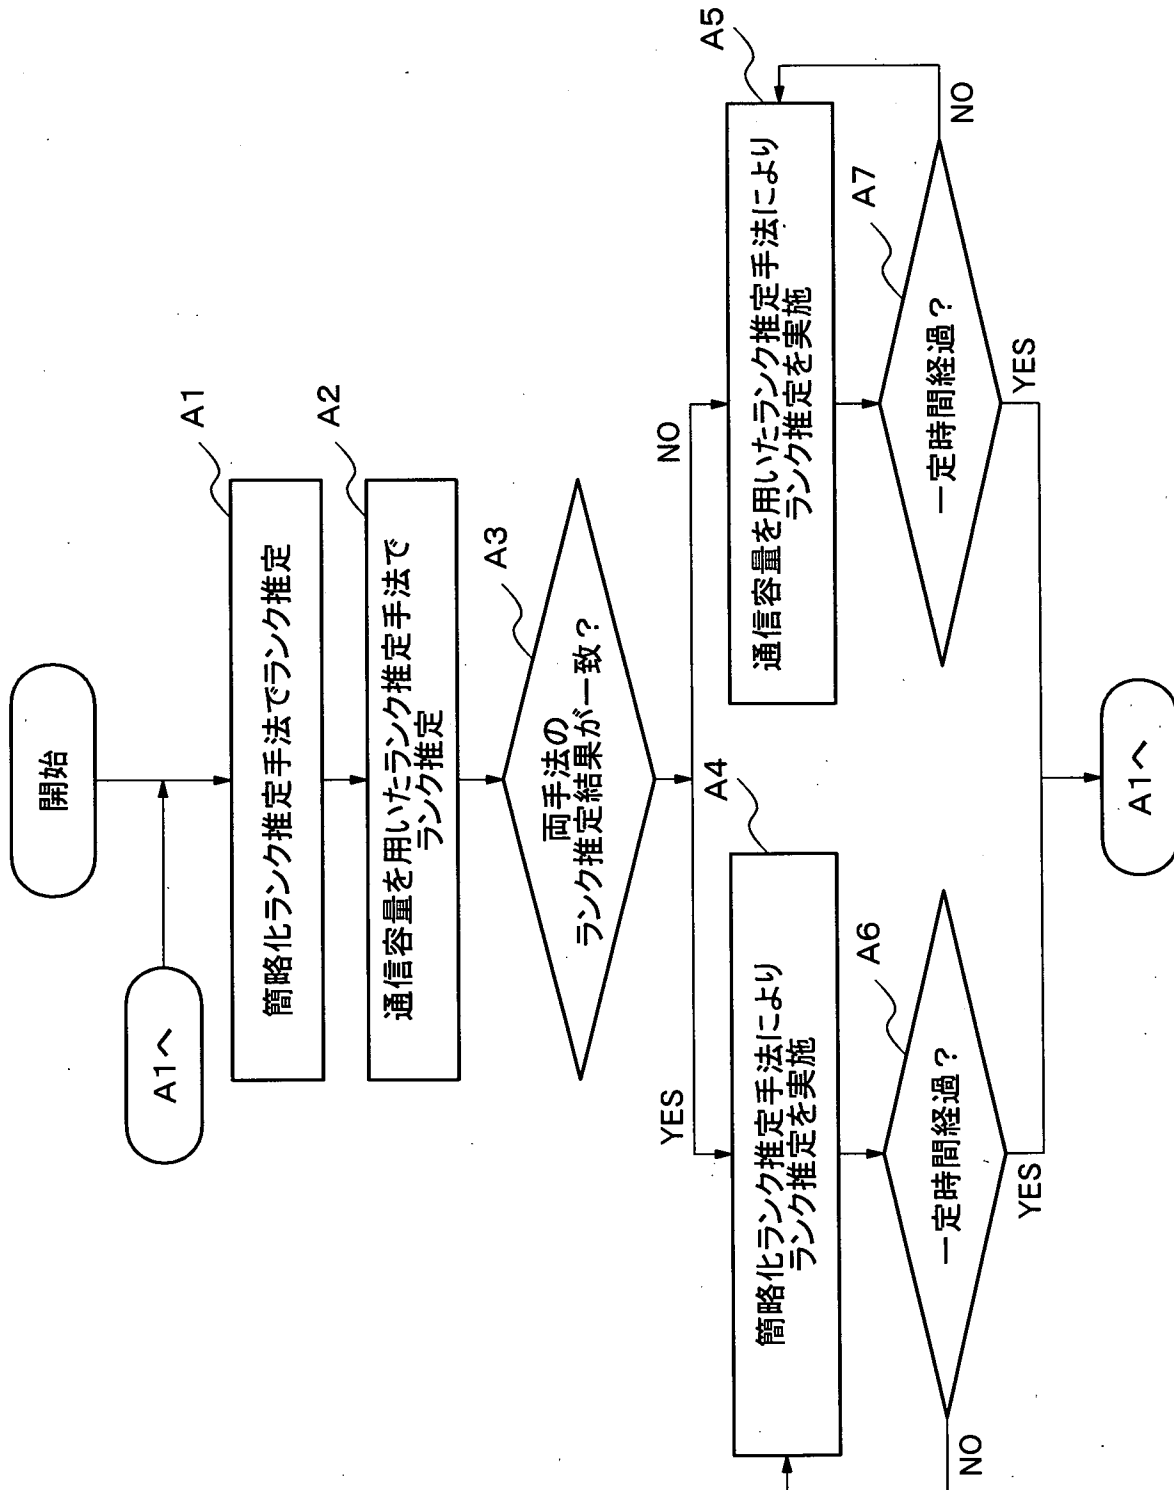 開始
A1へ
A1
簡略化ランク推定手法でランク推定
A2
通信容量を用いたランク推定手法で
ランク推定
A3
両手法の
ランク推定結果が一致？
YES
NO
A4
簡略化ランク推定手法により
ランク推定を実施
A5
通信容量を用いたランク推定手法により
ランク推定を実施
A6
一定時間経過？
NO
YES
A7
一定時間経過？
NO
YES
A1へ